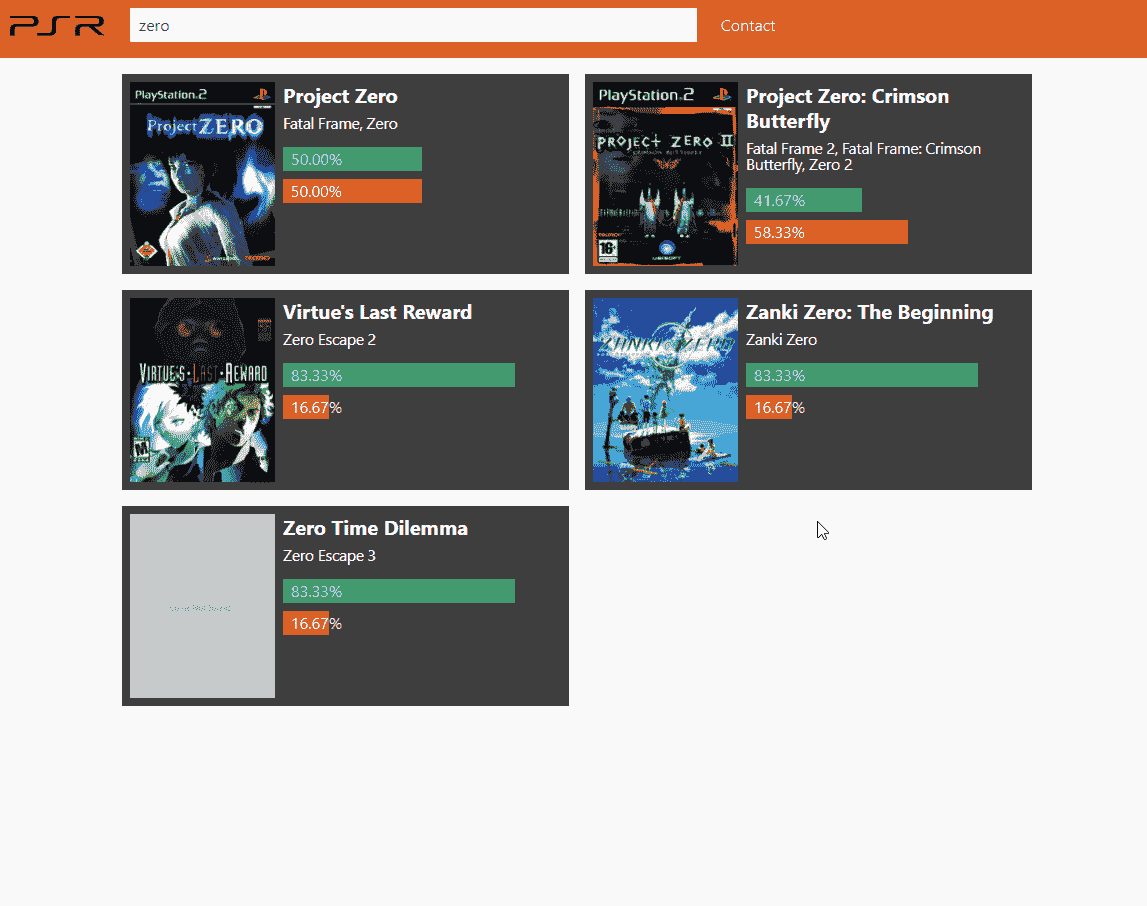 PSR
zero
Contact
PlayStation.2
Project ZERO
Project Zero
Fatal Frame, Zero
50.00%
50.00%
PlayStation.2
PROJECT ZERO II
16+
UBISOFT
Project Zero: Crimson
Butterfly
Fatal Frame 2, Fatal Frame: Crimson
Butterfly, Zero 2
41.67%
58.33%
VIRTUE'S LAST REWARD
M
Virtue's Last Reward
Zero Escape 2
83.33%
16.67%
ZANKI ZERO
Zanki Zero: The Beginning
Zanki Zero
83.33%
16.67%
Zero Time Dilemma
Zero Escape 3
83.33%
16.67%